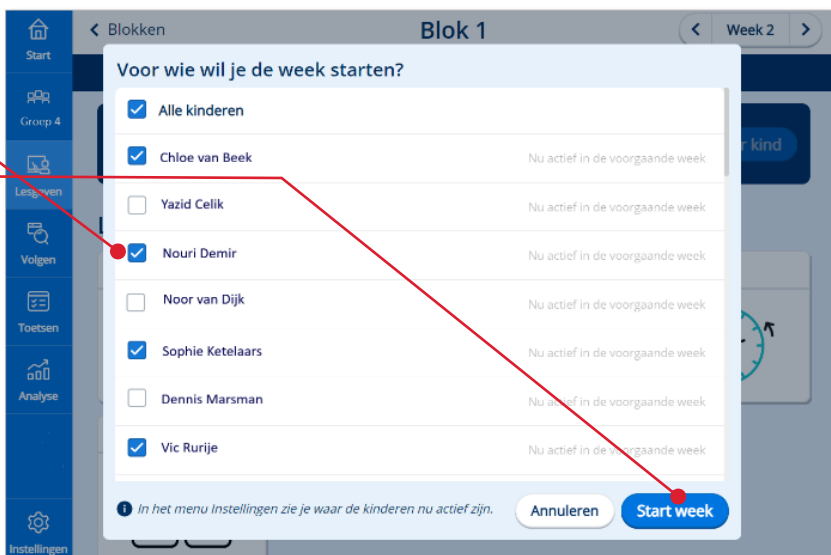 Start
Groep 4
Lesgeven
Volgen
Toetsen
Analyse
Instellingen
Blokken
Blok 1
Week 2
r kind
Voor wie wil je de week starten?
Alle kinderen
Chloe van Beek Nu actief in de voorgaande week
Yazid Celik Nu actief in de voorgaande week
Nouri Demir Nu actief in de voorgaande week
Noor van Dijk Nu actief in de voorgaande week
Sophie Ketelaars Nu actief in de voorgaande week
Dennis Marsman Nu actief in de voorgaande week
Vic Rurije Nu actief in de voorgaande week
In het menu Instellingen zie je waar de kinderen nu actief zijn.
Annuleren
Start week